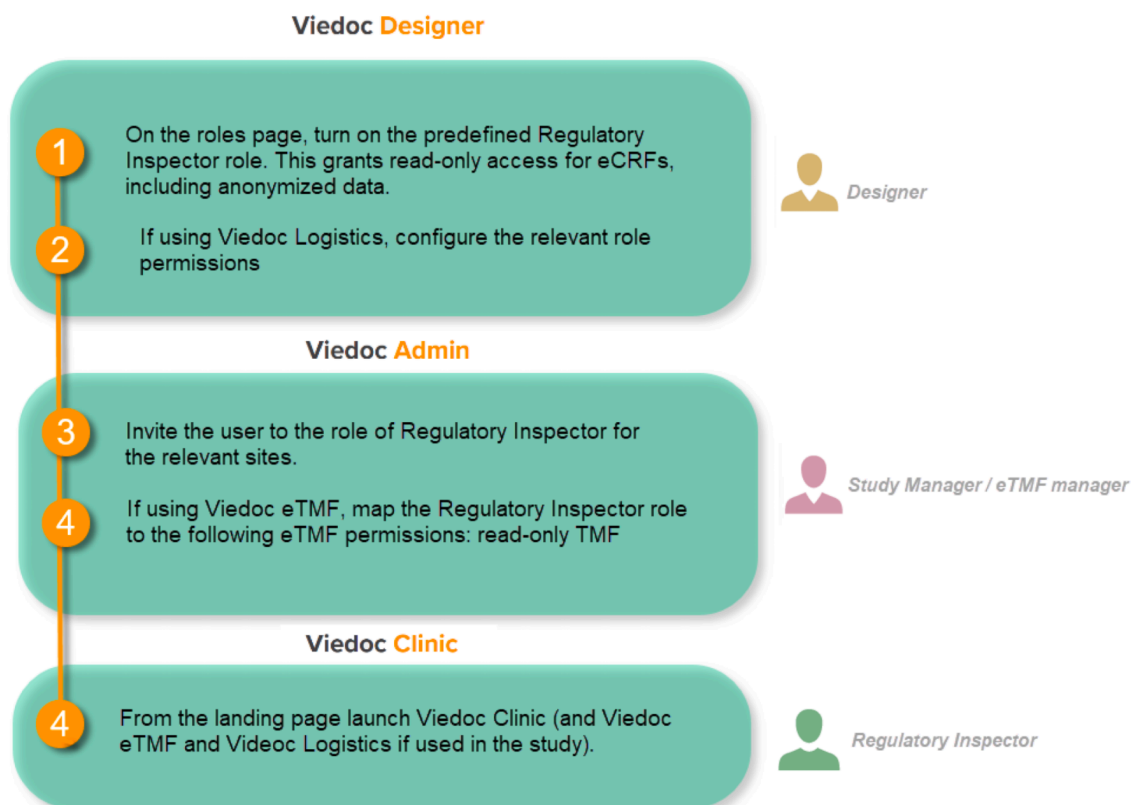 Viedoc Designer
1
On the roles page, turn on the predefined Regulatory
Inspector role. This grants read-only access for eCRFs,
including anonymized data.
2
If using Viedoc Logistics, configure the relevant role
permissions
Designer
Viedoc Admin
3
Invite the user to the role of Regulatory Inspector for
the relevant sites.
4
If using Viedoc eTMF, map the Regulatory Inspector role
to the following eTMF permissions: read-only TMF
Study Manager / eTMF manager
Viedoc Clinic
4
From the landing page launch Viedoc Clinic (and Viedoc
eTMF and Videoc Logistics if used in the study).
Regulatory Inspector